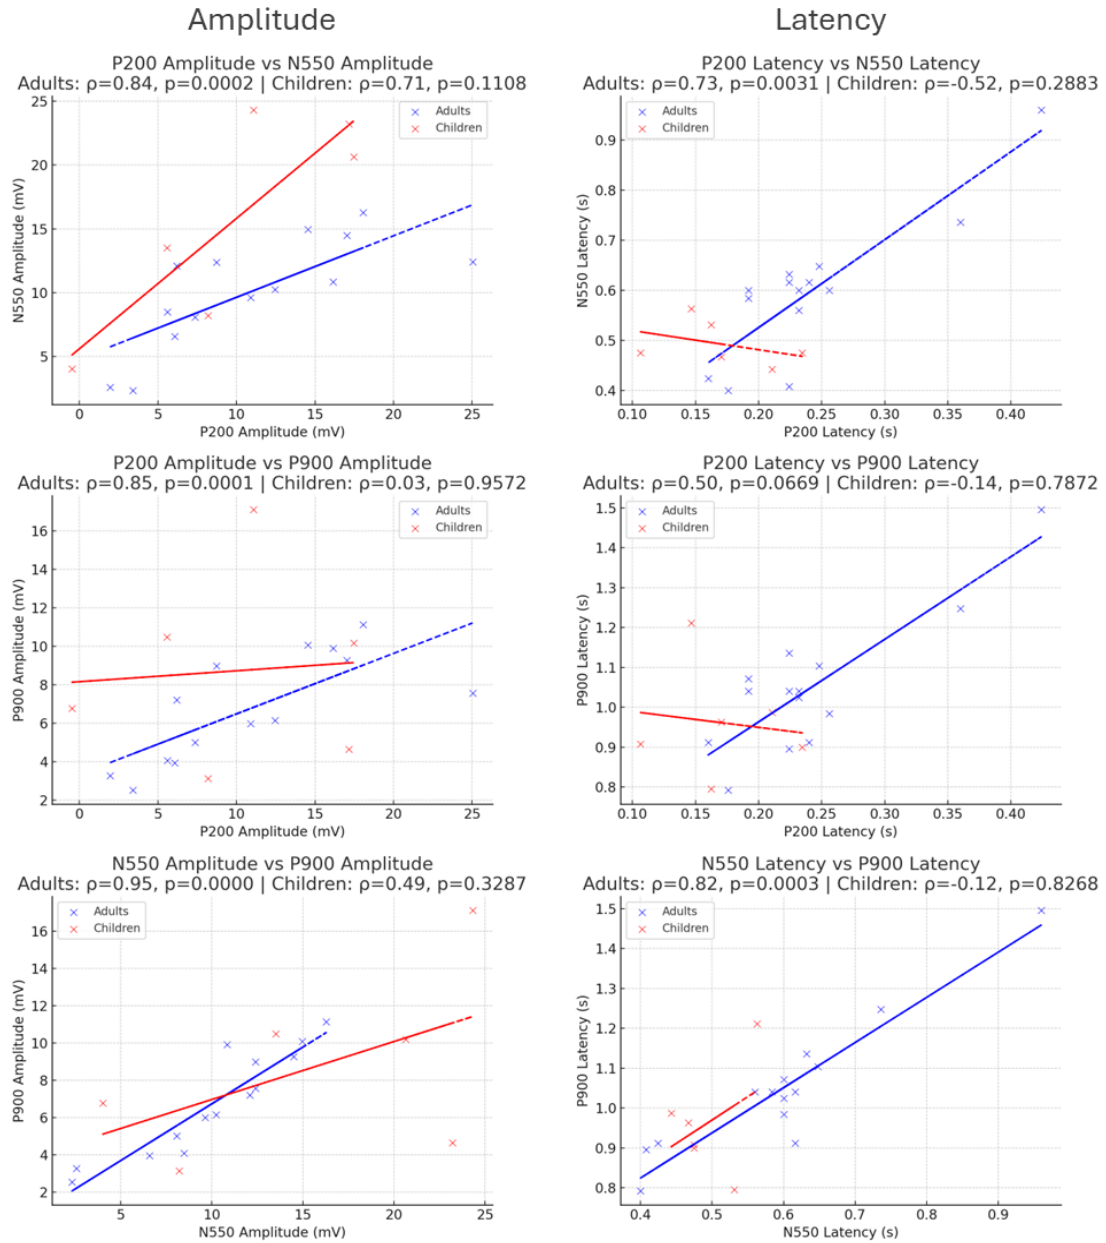 Amplitude
Latency
P200 Amplitude vs N550 Amplitude
Adults: ρ=0.84, p=0.0002 | Children: ρ=0.71, p=0.1108
Adults
Children
25
20
15
10
5
N550 Amplitude (mV)
0 5 10 15 20 25
P200 Amplitude (mV)
P200 Latency vs N550 Latency
Adults: ρ=0.73, p=0.0031 | Children: ρ=-0.52, p=0.2883
Adults
Children
0.9
0.8
0.7
0.6
0.5
0.4
N550 Latency (s)
0.10 0.15 0.20 0.25 0.30 0.35 0.40
P200 Latency (s)
P200 Amplitude vs P900 Amplitude
Adults: ρ=0.85, p=0.0001 | Children: ρ=0.03, p=0.9572
Adults
Children
16
14
12
10
8
6
4
2
P900 Amplitude (mV)
0 5 10 15 20 25
P200 Amplitude (mV)
P200 Latency vs P900 Latency
Adults: ρ=0.50, p=0.0669 | Children: ρ=-0.14, p=0.7872
Adults
Children
1.5
1.4
1.3
1.2
1.1
1.0
0.9
0.8
P900 Latency (s)
0.10 0.15 0.20 0.25 0.30 0.35 0.40
P200 Latency (s)
N550 Amplitude vs P900 Amplitude
Adults: ρ=0.95, p=0.0000 | Children: ρ=0.49, p=0.3287
Adults
Children
16
14
12
10
8
6
4
2
P900 Amplitude (mV)
5 10 15 20 25
N550 Amplitude (mV)
N550 Latency vs P900 Latency
Adults: ρ=0.82, p=0.0003 | Children: ρ=-0.12, p=0.8268
Adults
Children
1.5
1.4
1.3
1.2
1.1
1.0
0.9
0.8
P900 Latency (s)
0.4 0.5 0.6 0.7 0.8 0.9
N550 Latency (s)